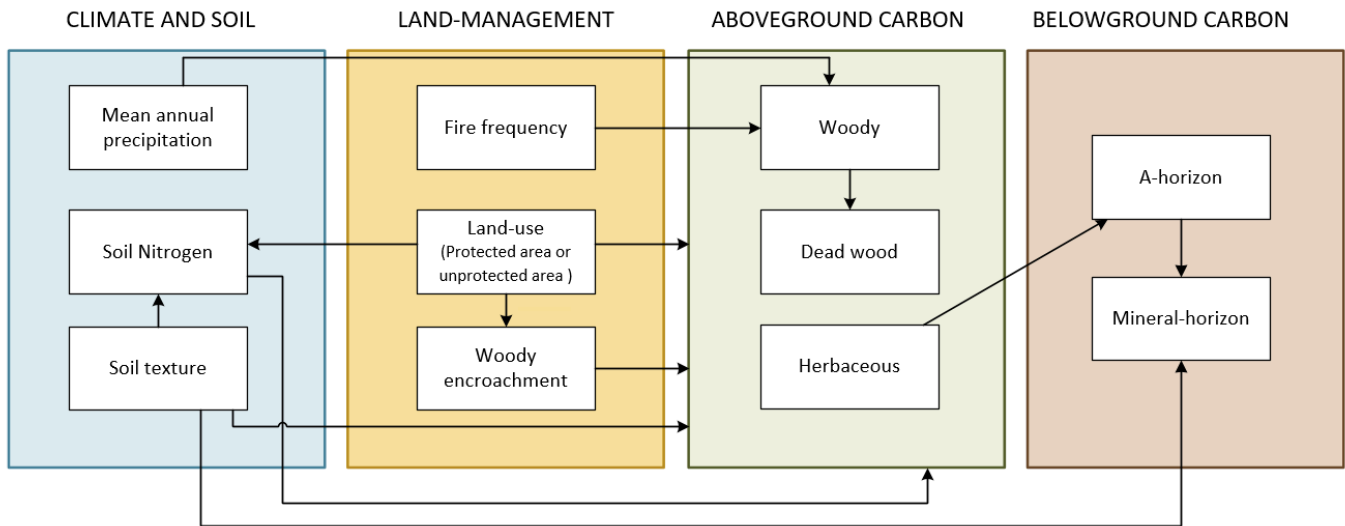 CLIMATE AND SOIL
LAND-MANAGEMENT
ABOVEGROUND CARBON
BELOWGROUND CARBON
Mean annual
precipitation
Soil Nitrogen
Soil texture
Fire frequency
Land-use
(Protected area or
unprotected area )
Woody
encroachment
Woody
Dead wood
Herbaceous
A-horizon
Mineral-horizon